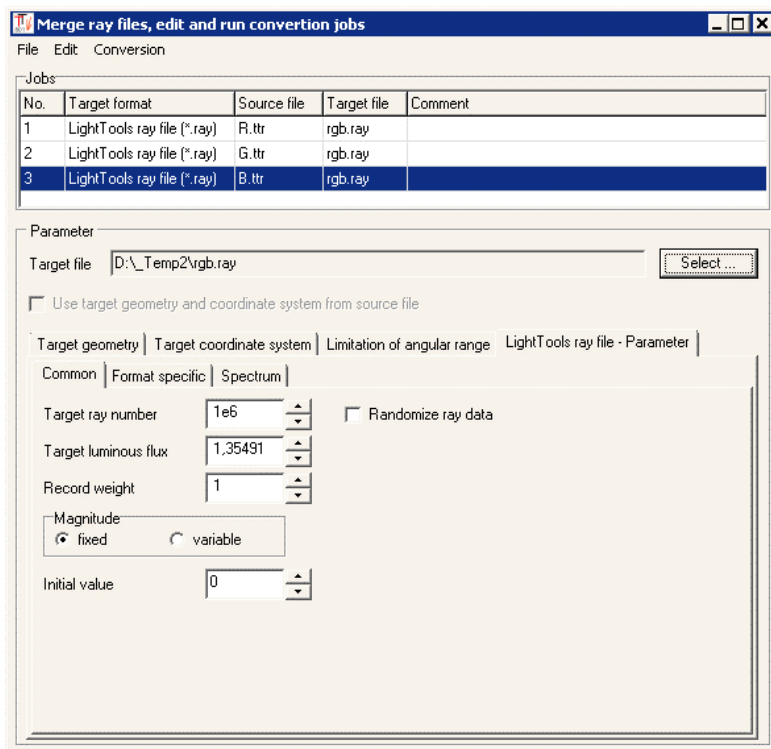 Merge ray files, edit and run convertion jobs
File Edit Conversion
Jobs
No. Target format Source file Target file Comment
1 LightTools ray file (*.ray) R.ttr rgb.ray
2 LightTools ray file (*.ray) G.ttr rgb.ray
3 LightTools ray file (*.ray) B.ttr rgb.ray
Parameter
Target file D:\_Temp2\rgb.ray Select ...
Use target geometry and coordinate system from source file
Target geometry Target coordinate system Limitation of angular range LightTools ray file - Parameter
Common Format specific Spectrum
Target ray number 1e6 Randomize ray data
Target luminous flux 1,35491
Record weight 1
Magnitude
fixed variable
Initial value 0